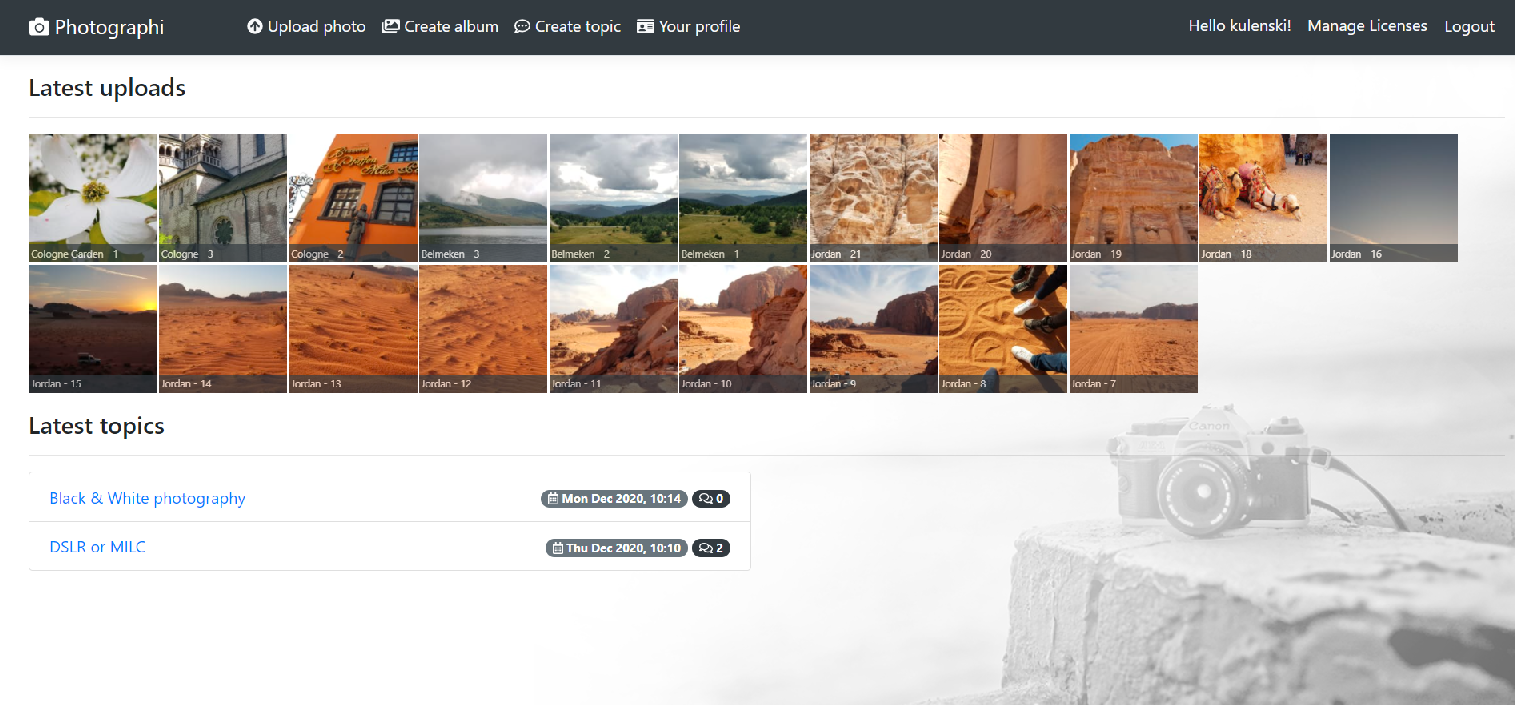 Photographi Upload photo Create album Create topic Your profile Hello kulenski! Manage Licenses Logout
Latest uploads
Cologne Garden - 1 Cologne - 3 Cologne - 2 Belmeken - 3 Belmeken - 2 Belmeken - 1 Jordan - 21 Jordan - 20 Jordan - 19 Jordan - 18 Jordan - 16
Jordan - 15 Jordan - 14 Jordan - 13 Jordan - 12 Jordan - 11 Jordan - 10 Jordan - 9 Jordan - 8 Jordan - 7
Latest topics
Canon
Black & White photography Mon Dec 2020, 10:14 0
DSLR or MILC Thu Dec 2020, 10:10 2